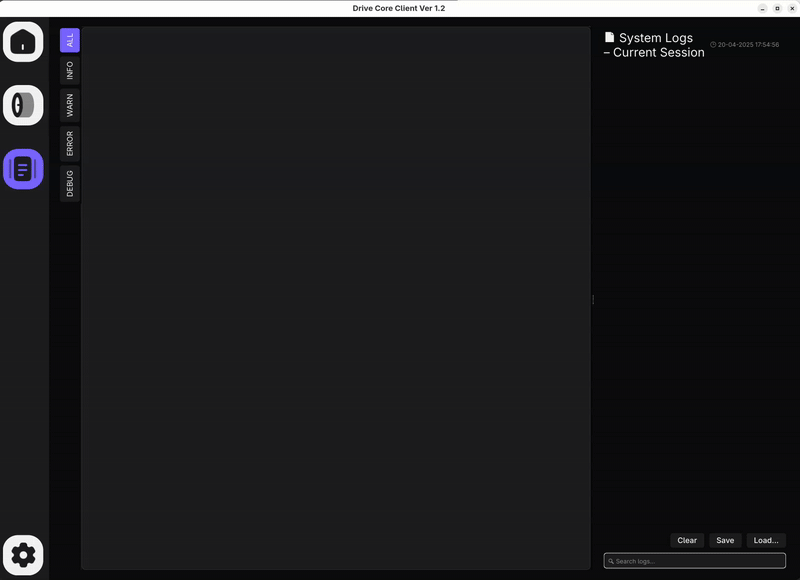 Drive Core Client Ver 1.2
ALL
INFO
WARN
ERROR
DEBUG
System Logs
– Current Session
20-04-2025 17:54:56
Clear
Save
Load...
Search logs...